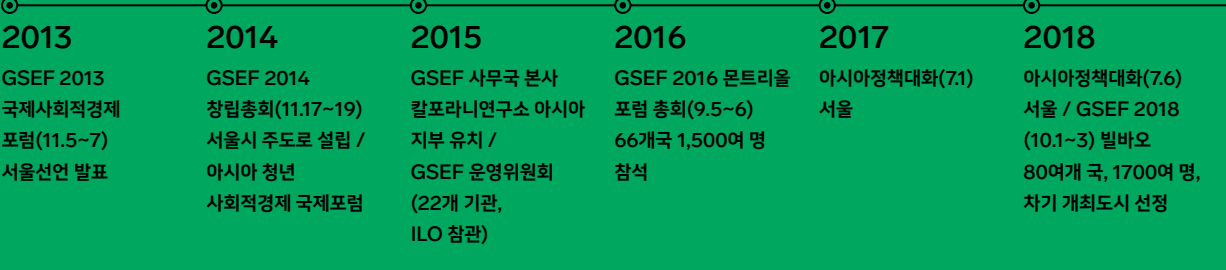 2013
GSEF 2013
국제사회적경제
포럼(11.5~7)
서울선언 발표
2014
GSEF 2014
창립총회(11.17~19)
서울시 주도로 설립 /
아시아 청년
사회적경제 국제포럼
2015
GSEF 사무국 본사
칼포라니연구소 아시아
지부 유치 /
GSEF 운영위원회
(22개 기관,
ILO 참관)
2016
GSEF 2016 몬트리올
포럼 총회(9.5~6)
66개국 1,500여 명
참석
2017
아시아정책대화(7.1)
서울
2018
아시아정책대화(7.6)
서울 / GSEF 2018
(10.1~3) 빌바오
80여개 국, 1700여 명,
차기 개최도시 선정